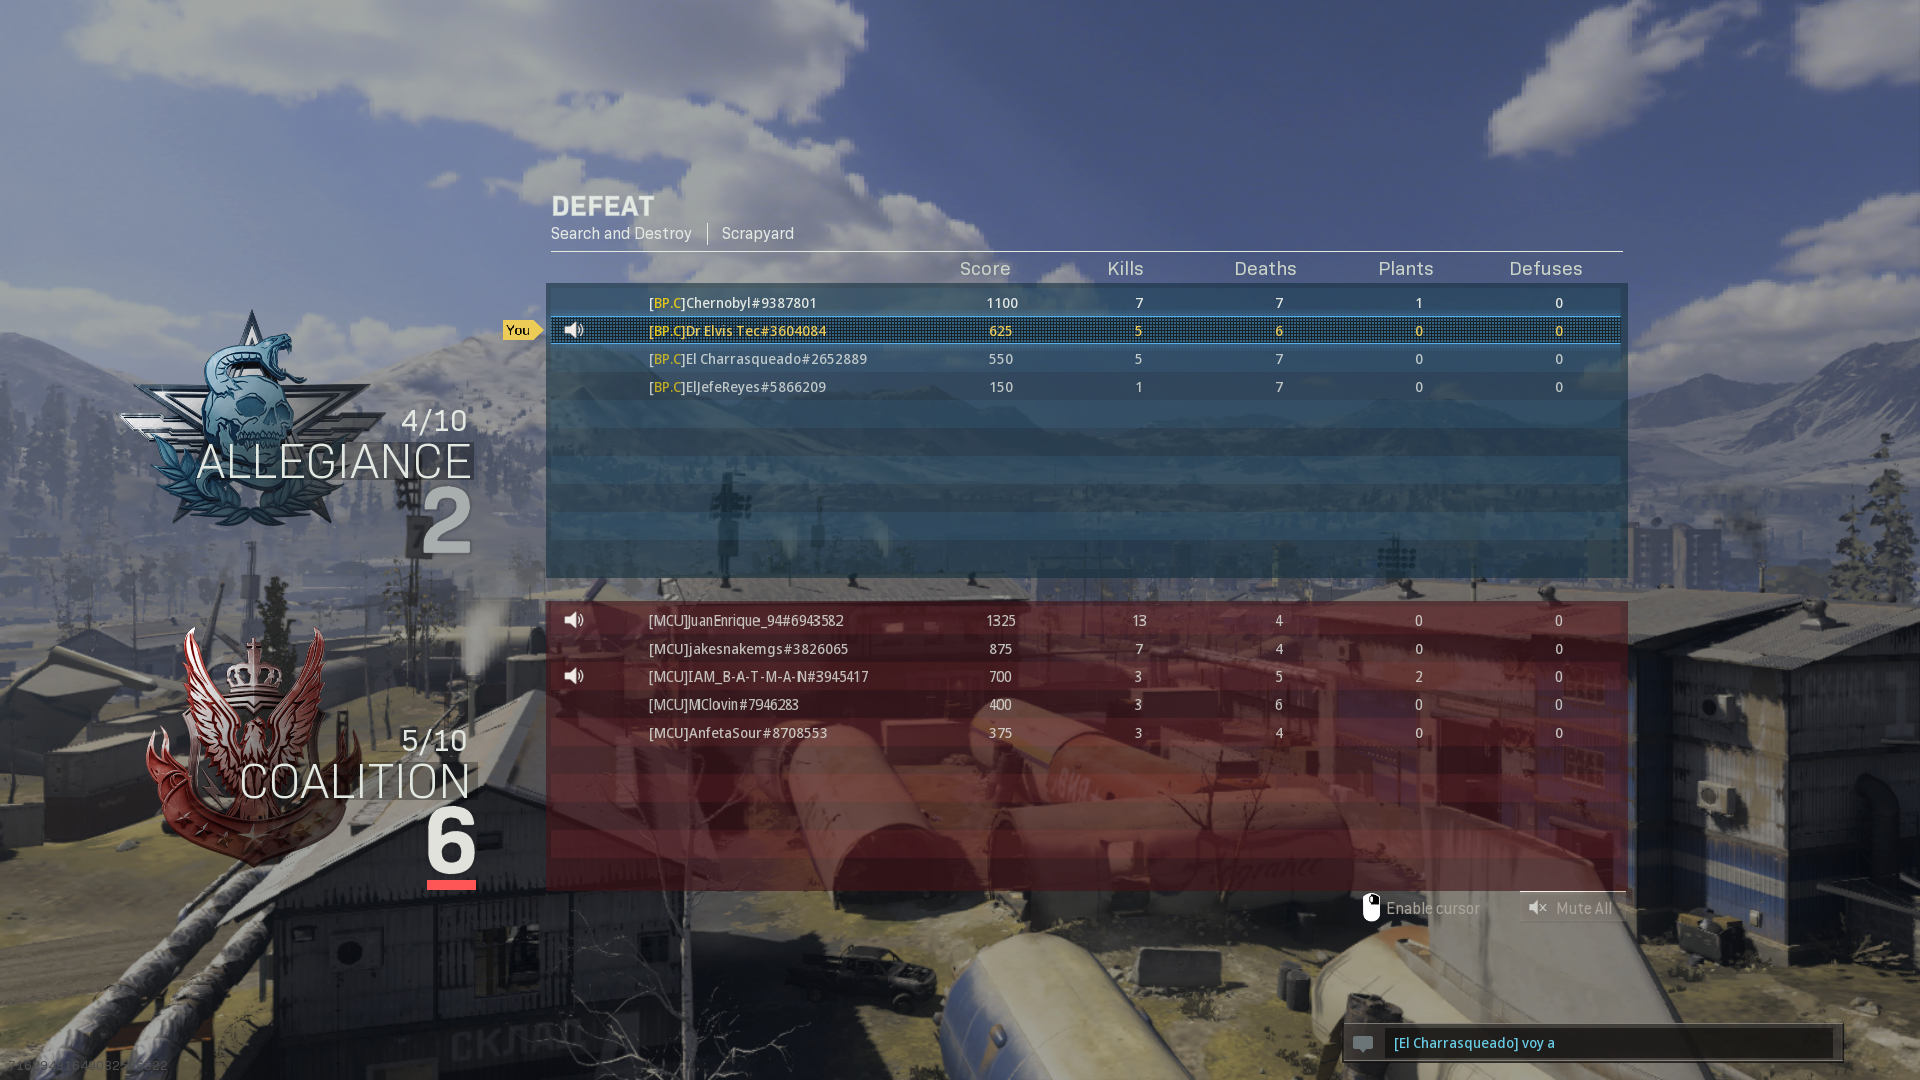 DEFEAT
Search and Destroy | Scrapyard
Score Kills Deaths Plants Defuses
[BP.C]Chernobyl#9387801 1100 7 7 1 0
You [BP.C]Dr Elvis Tec#3604084 625 5 6 0 0
[BP.C]El Charrasqueado#2652889 550 5 7 0 0
[BP.C]ElJefeReyes#5866209 150 1 7 0 0
4/10
ALLEGIANCE
2
[MCU]JuanEnrique_94#6943582 1325 13 4 0 0
[MCU]jakesnakemgs#3826065 875 7 4 0 0
[MCU]IAM_B-A-T-M-A-N#3945417 700 3 5 2 0
[MCU]MClovin#7946283 400 3 6 0 0
[MCU]AnfetaSour#8708553 375 3 4 0 0
5/10
COALITION
6
Enable cursor Mute All
[El Charrasqueado] voy a